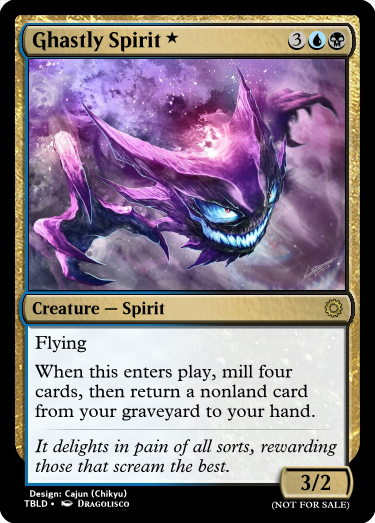 Ghastly Spirit ★ 3
Creature — Spirit
Flying
When this enters play, mill four
cards, then return a nonland card
from your graveyard to your hand.
It delights in pain of all sorts, rewarding
those that scream the best.
3/2
Design: Cajun (Chikyu)
TBLD • Dragolisco
(NOT FOR SALE)